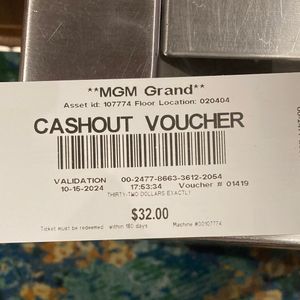 **MGM Grand**
Asset id: 107774 Floor Location: 020404
CASHOUT VOUCHER
VALIDATION 00-2477-8663-3612-2054
10-15-2024 17:53:34 Voucher # 01419
THIRTY-TWO DOLLARS EXACTLY
$32.00
Ticket must be redeemed within 180 days Machine #00107774